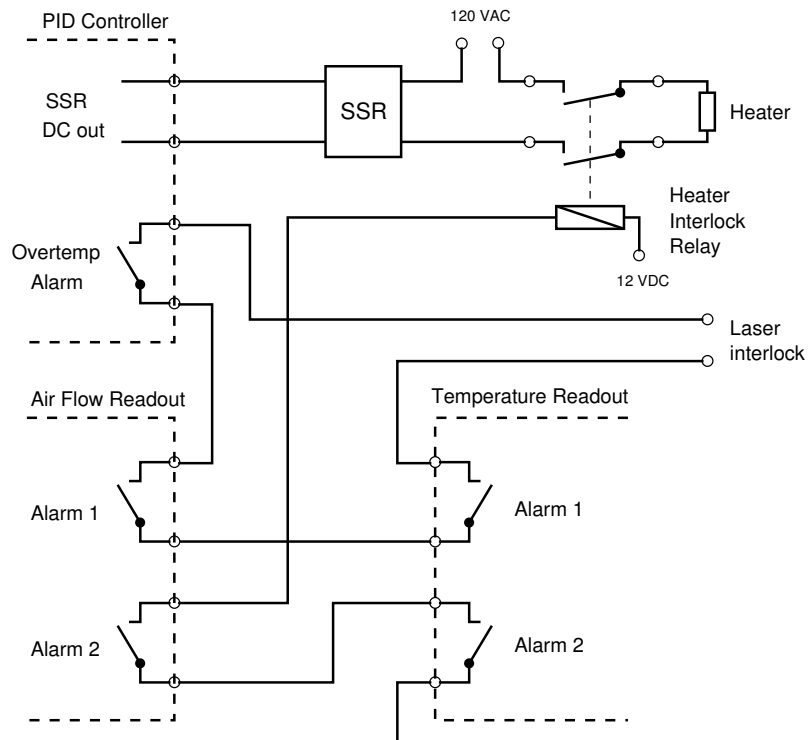 PID Controller
120 VAC
SSR
DC out
SSR
Heater
Heater
Interlock
Relay
Overtemp
Alarm
12 VDC
Laser
interlock
Air Flow Readout
Temperature Readout
Alarm 1
Alarm 1
Alarm 2
Alarm 2